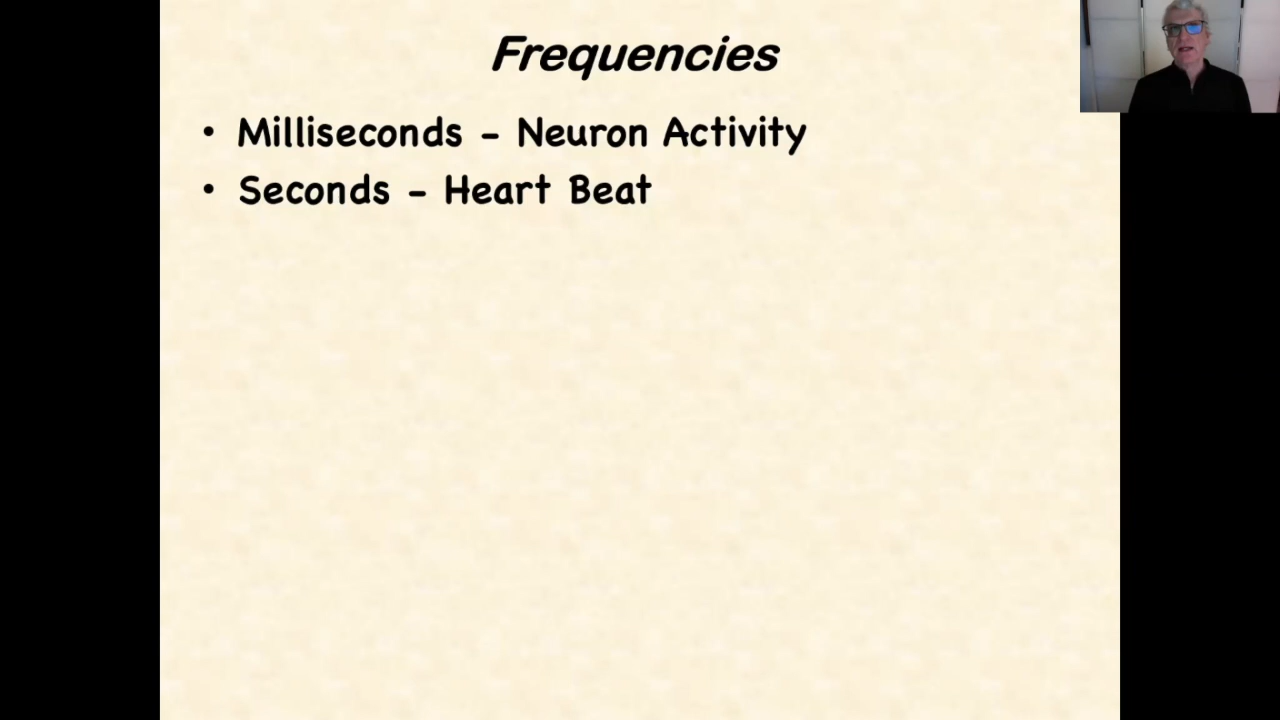 Frequencies
• Milliseconds - Neuron Activity
• Seconds - Heart Beat